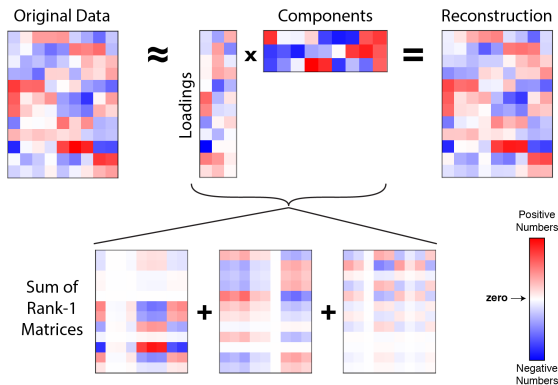 Original Data
≈
Loadings
x
Components
=
Reconstruction
Sum of
Rank-1
Matrices
+
+
Positive
Numbers
zero →
Negative
Numbers